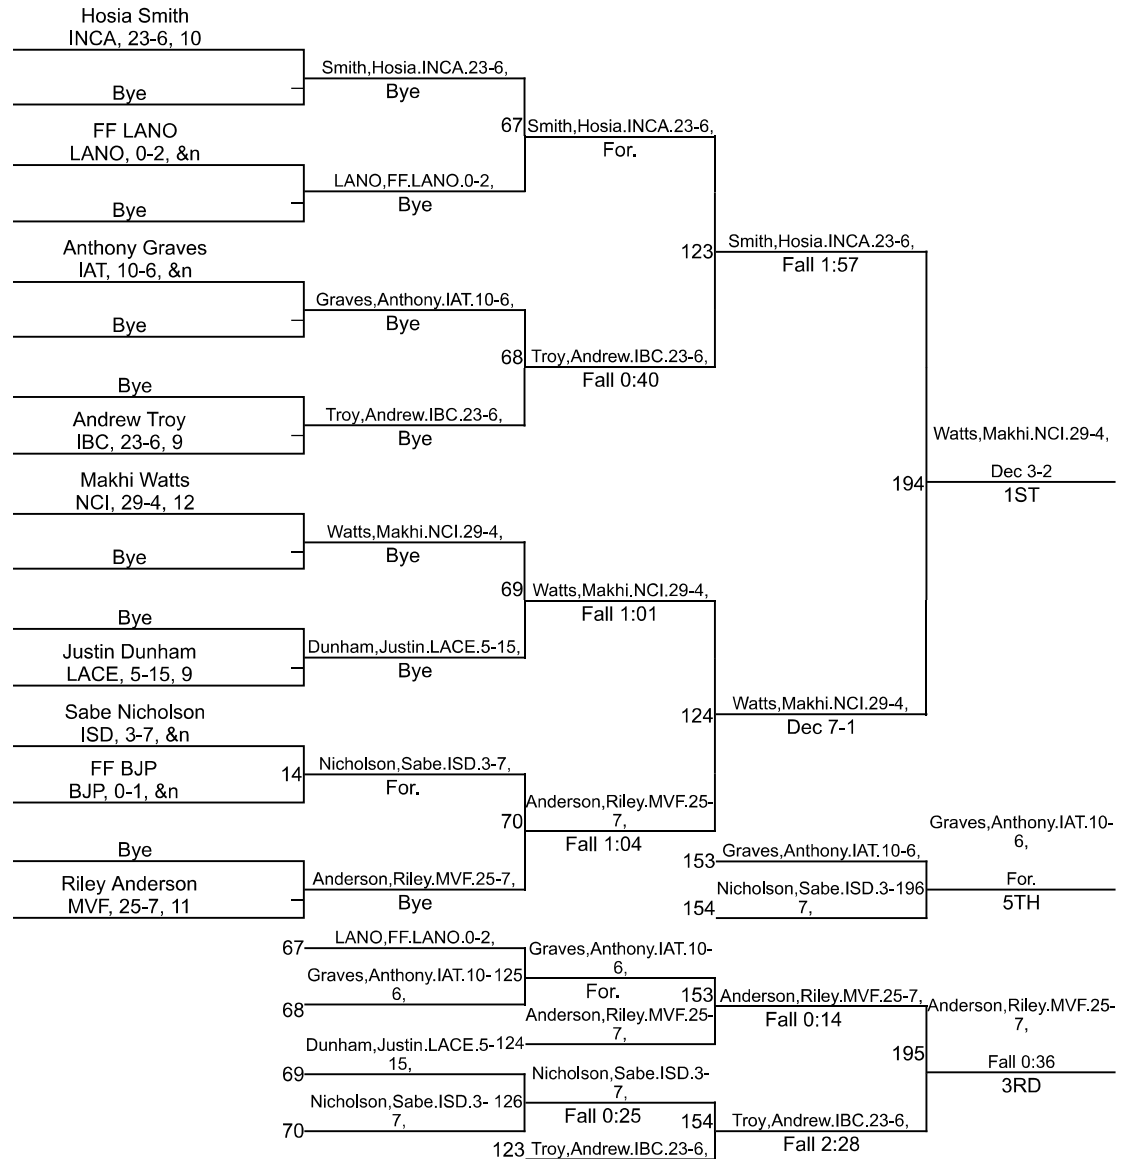 Hosia Smith
INCA, 23-6, 10
Smith,Hosia.INCA.23-6,
Bye
Bye
67 Smith,Hosia.INCA.23-6,
For.
FF LANO
LANO, 0-2, &n
LANO,FF.LANO.0-2,
Bye
Bye
Anthony Graves
IAT, 10-6, &n
123 Smith,Hosia.INCA.23-6,
Fall 1:57
Graves,Anthony.IAT.10-6,
Bye
Bye
68 Troy,Andrew.IBC.23-6,
Fall 0:40
Bye
Andrew Troy
IBC, 23-6, 9
Troy,Andrew.IBC.23-6,
Bye
Watts,Makhi.NCI.29-4,
194 Dec 3-2
1ST
Makhi Watts
NCI, 29-4, 12
Watts,Makhi.NCI.29-4,
Bye
Bye
69 Watts,Makhi.NCI.29-4,
Fall 1:01
Bye
Justin Dunham
LACE, 5-15, 9
Dunham,Justin.LACE.5-15,
Bye
124 Watts,Makhi.NCI.29-4,
Dec 7-1
Sabe Nicholson
ISD, 3-7, &n
FF BJP
BJP, 0-1, &n
14 Nicholson,Sabe.ISD.3-7,
For.
70 Anderson,Riley.MVF.25-
7,
Fall 1:04
Bye
Riley Anderson
MVF, 25-7, 11
Anderson,Riley.MVF.25-7,
Bye
153 Graves,Anthony.IAT.10-6,
154 Nicholson,Sabe.ISD.3-
7,
196
Graves,Anthony.IAT.10-
6,
For.
5TH
67 LANO,FF.LANO.0-2,
68 Graves,Anthony.IAT.10-
6,
125 Graves,Anthony.IAT.10-
6,
For.
124 Anderson,Riley.MVF.25-
7,
153 Anderson,Riley.MVF.25-7,
Fall 0:14
69 Dunham,Justin.LACE.5-
15,
70 Nicholson,Sabe.ISD.3-
7,
126 Nicholson,Sabe.ISD.3-
7,
Fall 0:25
123 Troy,Andrew.IBC.23-6,
154 Troy,Andrew.IBC.23-6,
Fall 2:28
195 Anderson,Riley.MVF.25-
7,
Fall 0:36
3RD